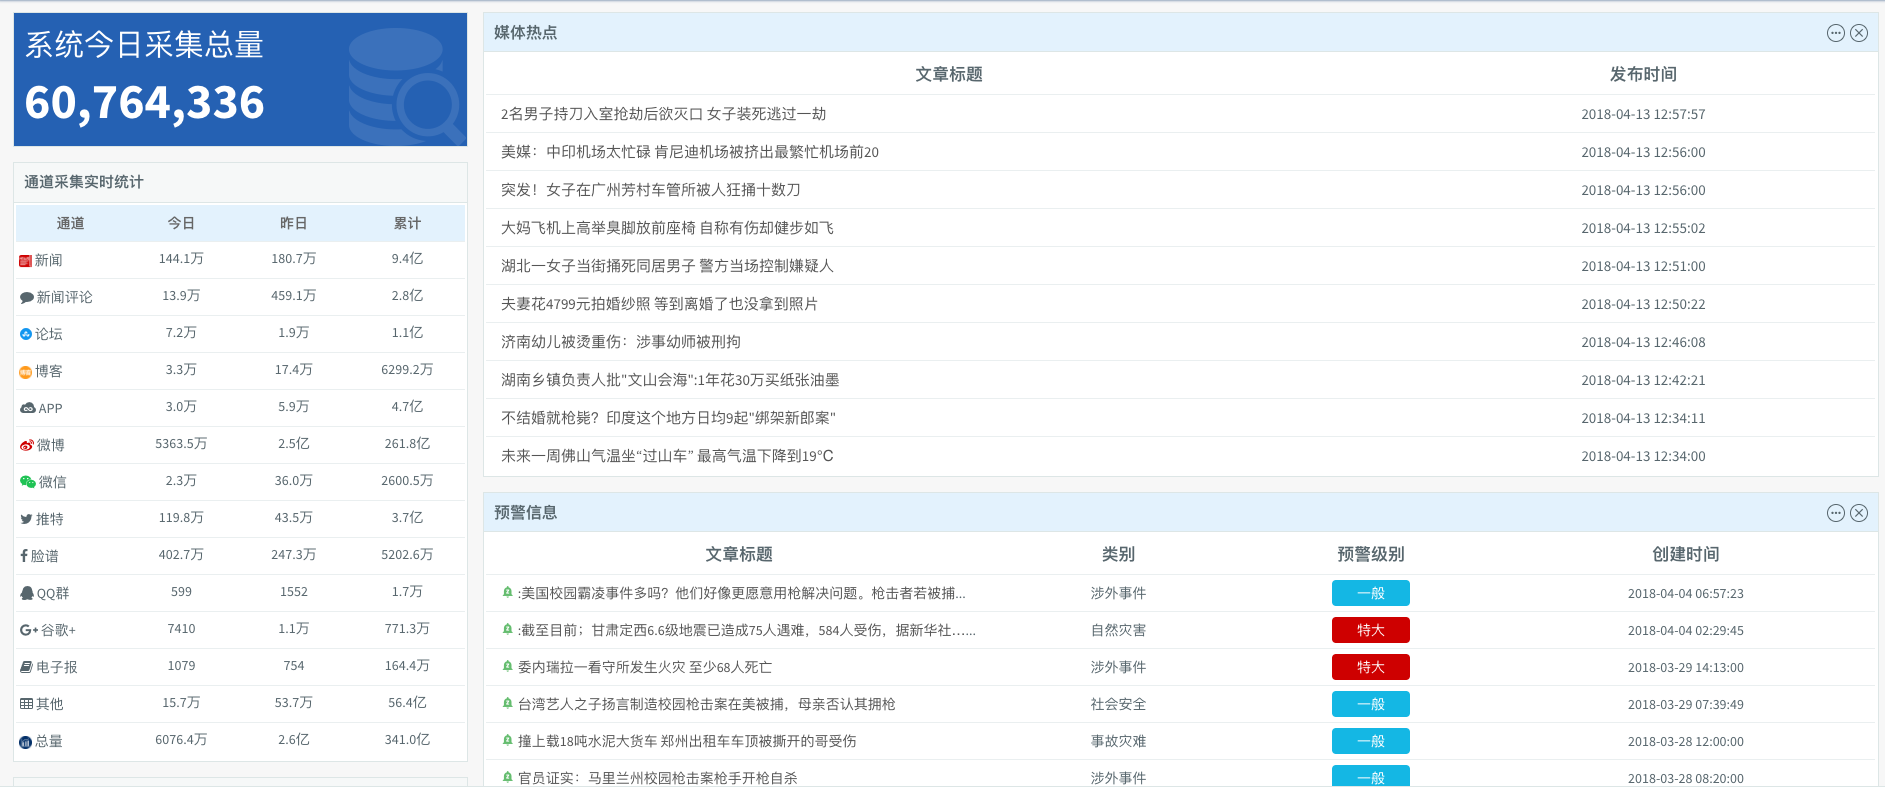 系统今日采集总量
60,764,336
通道采集实时统计
通道 今日 昨日 累计
新闻 144.1万 180.7万 9.4亿
新闻评论 13.9万 459.1万 2.8亿
论坛 7.2万 1.9万 1.1亿
博客 3.3万 17.4万 6299.2万
APP 3.0万 5.9万 4.7亿
微博 5363.5万 2.5亿 261.8亿
微信 2.3万 36.0万 2600.5万
推特 119.8万 43.5万 3.7亿
脸谱 402.7万 247.3万 5202.6万
QQ群 599 1552 1.7万
谷歌+ 7410 1.1万 771.3万
电子报 1079 754 164.4万
其他 15.7万 53.7万 56.4亿
总量 6076.4万 2.6亿 341.0亿
媒体热点
文章标题 发布时间
2名男子持刀入室抢劫后欲灭口 女子装死逃过一劫 2018-04-13 12:57:57
美媒：中印机场太忙碌 肯尼迪机场被挤出最繁忙机场前20 2018-04-13 12:56:00
突发！女子在广州芳村车管所被人狂捅十数刀 2018-04-13 12:56:00
大妈飞机上高举臭脚放前座椅 自称有伤却健步如飞 2018-04-13 12:55:02
湖北一女子当街捅死同居男子 警方当场控制嫌疑人 2018-04-13 12:51:00
夫妻花4799元拍婚纱照 等到离婚了也没拿到照片 2018-04-13 12:50:22
济南幼儿被烫重伤：涉事幼师被刑拘 2018-04-13 12:46:08
湖南乡镇负责人批"文山会海":1年花30万买纸张油墨 2018-04-13 12:42:21
不结婚就枪毙？印度这个地方日均9起"绑架新郎案" 2018-04-13 12:34:11
未来一周佛山气温坐“过山车” 最高气温下降到19℃ 2018-04-13 12:34:00
预警信息
文章标题 类别 预警级别 创建时间
:美国校园霸凌事件多吗？他们好像更愿意用枪解决问题。枪击者若被捕... 涉外事件 一般 2018-04-04 06:57:23
:截至目前；甘肃定西6.6级地震已造成75人遇难，584人受伤，据新华社…... 自然灾害 特大 2018-04-04 02:29:45
委内瑞拉一看守所发生火灾 至少68人死亡 涉外事件 特大 2018-03-29 14:13:00
台湾艺人之子扬言制造校园枪击案在美被捕，母亲否认其拥枪 社会安全 一般 2018-03-29 07:39:49
撞上载18吨水泥大货车 郑州出租车车顶被撕开的哥受伤 事故灾难 一般 2018-03-28 12:00:00
官员证实：马里兰州校园枪击案枪手开枪自杀 涉外事件 一般 2018-03-28 08:20:00